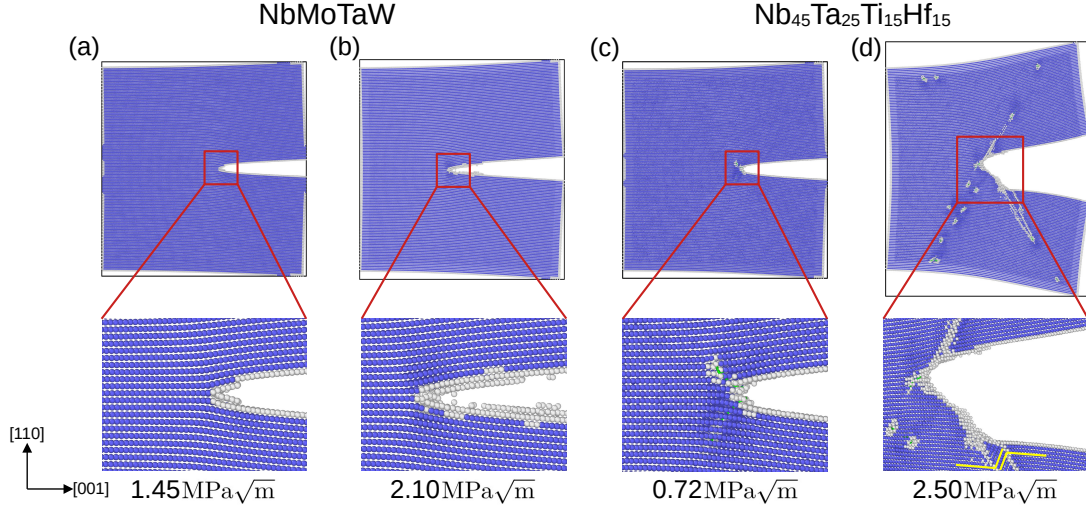 NbMoTaW
Nb₄₅Ta₂₅Ti₁₅Hf₁₅
(a)
(b)
(c)
(d)
[110]
[001]
1.45MPa√m
2.10MPa√m
0.72MPa√m
2.50MPa√m